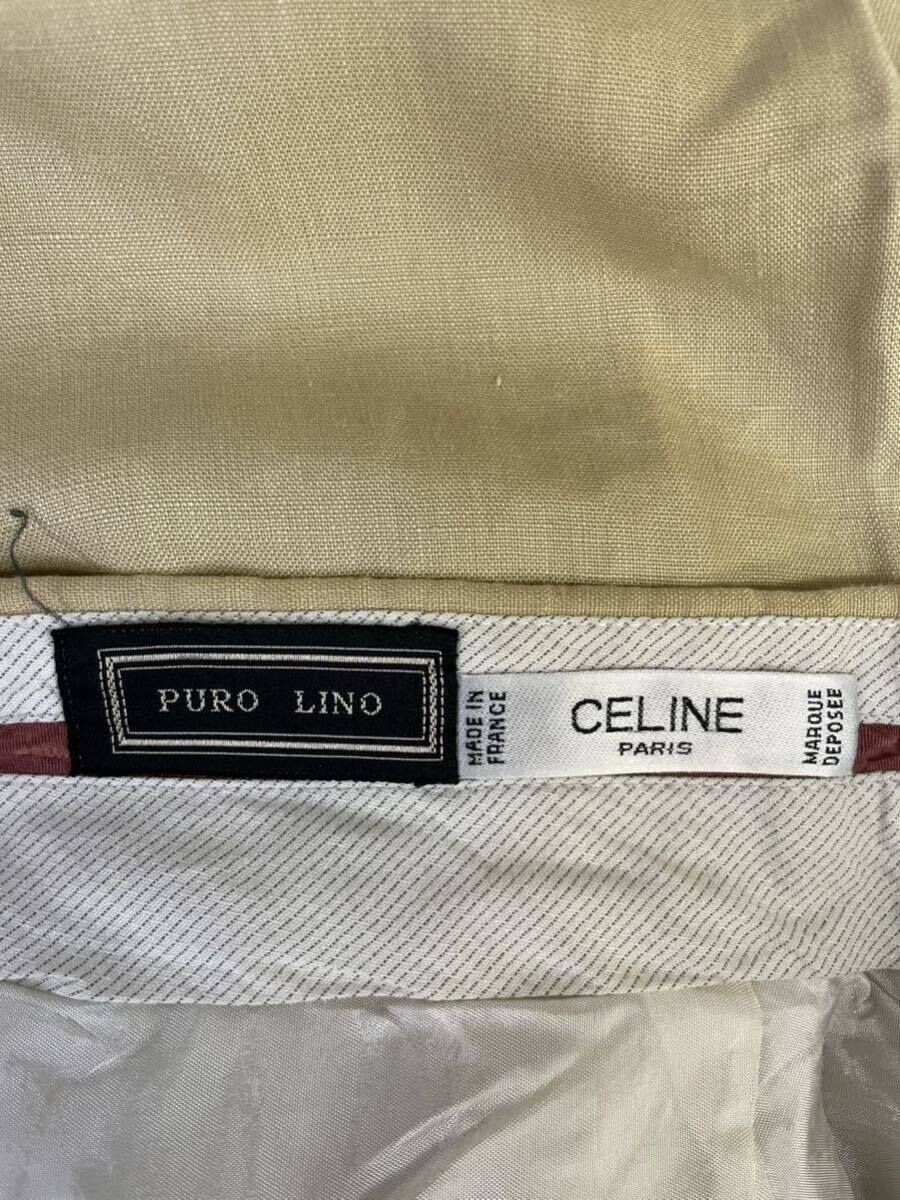 PURO LINO
MADE IN
FRANCE
CELINE
PARIS
MARQUE
DEPOSEE